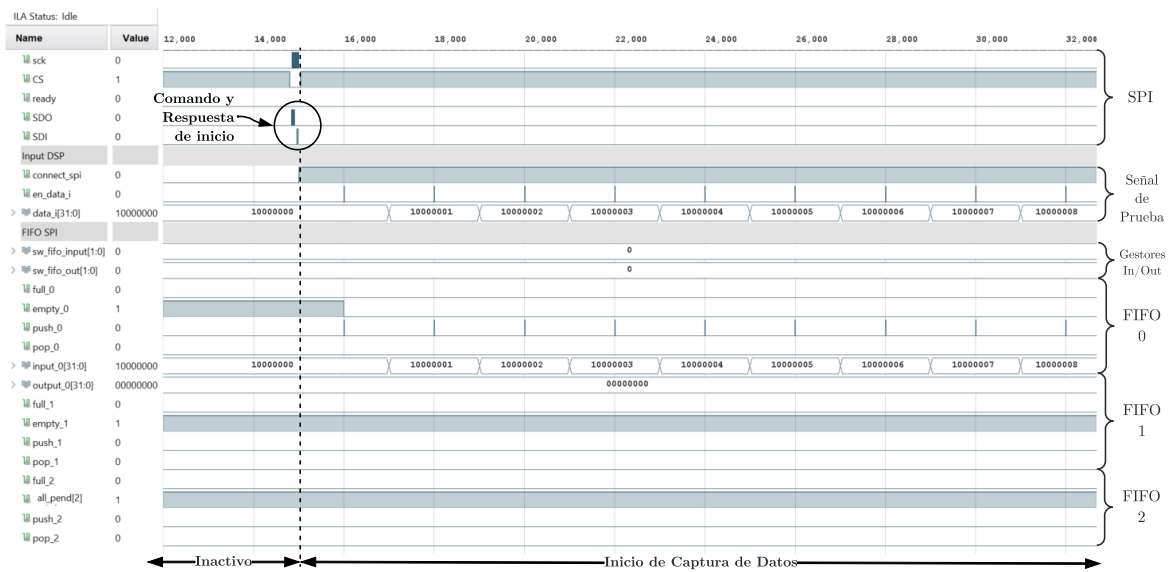 ILA Status: Idle
Name Value 12,000 14,000 16,000 18,000 20,000 22,000 24,000 26,000 28,000 30,000 32,000
sck 0
CS 1
ready 0
SDO 0
SDI 0
Comando y
Respuesta
de inicio
SPI
Input DSP
connect_spi 0
en_data_i 0
data_i[31:0] 10000000 10000000 10000001 10000002 10000003 10000004 10000005 10000006 10000007 10000008
Señal
de
Prueba
FIFO SPI
sw_fifo_input[1:0] 0 0
sw_fifo_out[1:0] 0 0
Gestores
In/Out
full_0 0
empty_0 1
push_0 0
pop_0 0
input_0[31:0] 10000000 10000000 10000001 10000002 10000003 10000004 10000005 10000006 10000007 10000008
output_0[31:0] 00000000 00000000
FIFO
0
full_1 0
empty_1 1
push_1 0
pop_1 0
FIFO
1
full_2 0
all_pend[2] 1
push_2 0
pop_2 0
FIFO
2
Inactivo Inicio de Captura de Datos